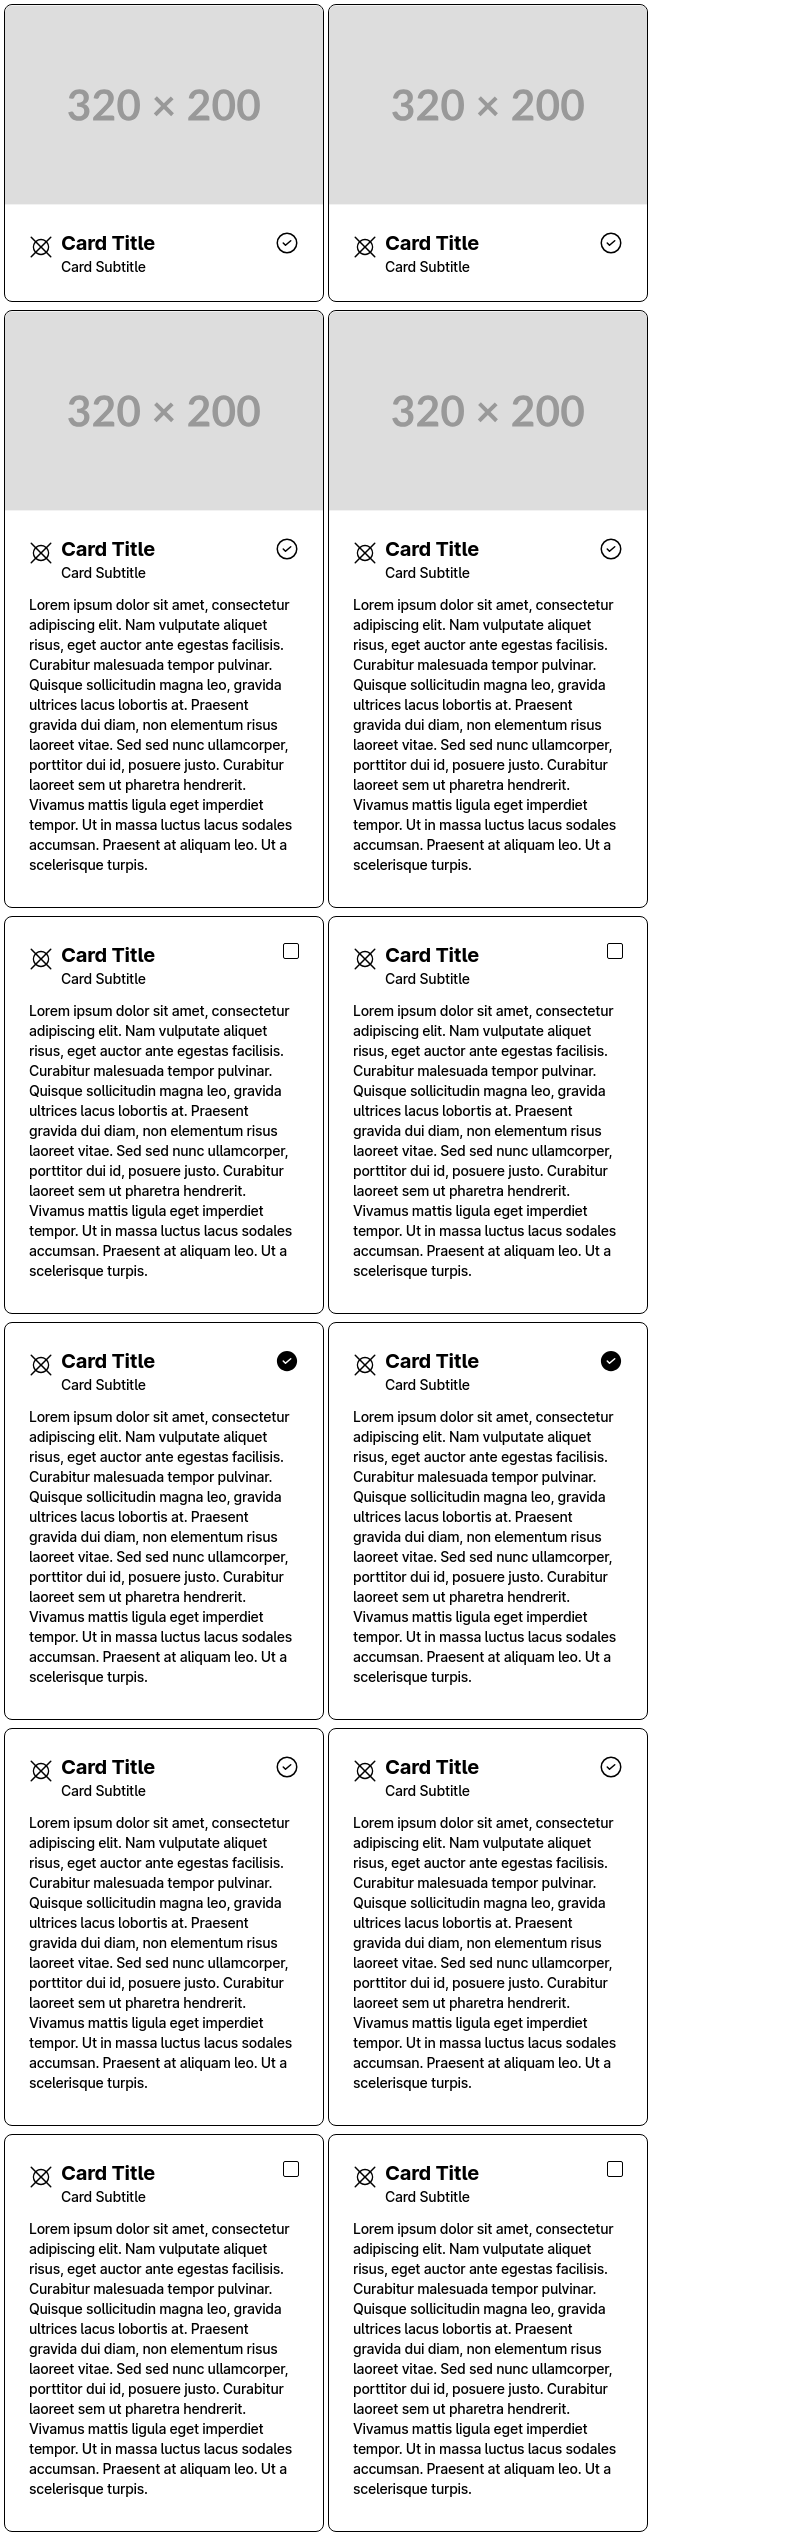 320 × 200
320 × 200
Card Title
Card Subtitle
Card Title
Card Subtitle
320 × 200
320 × 200
Card Title
Card Subtitle
Lorem ipsum dolor sit amet, consectetur
adipiscing elit. Nam vulputate aliquet
risus, eget auctor ante egestas facilisis.
Curabitur malesuada tempor pulvinar.
Quisque sollicitudin magna leo, gravida
ultrices lacus lobortis at. Praesent
gravida dui diam, non elementum risus
laoreet vitae. Sed sed nunc ullamcorper,
porttitor dui id, posuere justo. Curabitur
laoreet sem ut pharetra hendrerit.
Vivamus mattis ligula eget imperdiet
tempor. Ut in massa luctus lacus sodales
accumsan. Praesent at aliquam leo. Ut a
scelerisque turpis.
Card Title
Card Subtitle
Lorem ipsum dolor sit amet, consectetur
adipiscing elit. Nam vulputate aliquet
risus, eget auctor ante egestas facilisis.
Curabitur malesuada tempor pulvinar.
Quisque sollicitudin magna leo, gravida
ultrices lacus lobortis at. Praesent
gravida dui diam, non elementum risus
laoreet vitae. Sed sed nunc ullamcorper,
porttitor dui id, posuere justo. Curabitur
laoreet sem ut pharetra hendrerit.
Vivamus mattis ligula eget imperdiet
tempor. Ut in massa luctus lacus sodales
accumsan. Praesent at aliquam leo. Ut a
scelerisque turpis.
Card Title
Card Subtitle
Lorem ipsum dolor sit amet, consectetur
adipiscing elit. Nam vulputate aliquet
risus, eget auctor ante egestas facilisis.
Curabitur malesuada tempor pulvinar.
Quisque sollicitudin magna leo, gravida
ultrices lacus lobortis at. Praesent
gravida dui diam, non elementum risus
laoreet vitae. Sed sed nunc ullamcorper,
porttitor dui id, posuere justo. Curabitur
laoreet sem ut pharetra hendrerit.
Vivamus mattis ligula eget imperdiet
tempor. Ut in massa luctus lacus sodales
accumsan. Praesent at aliquam leo. Ut a
scelerisque turpis.
Card Title
Card Subtitle
Lorem ipsum dolor sit amet, consectetur
adipiscing elit. Nam vulputate aliquet
risus, eget auctor ante egestas facilisis.
Curabitur malesuada tempor pulvinar.
Quisque sollicitudin magna leo, gravida
ultrices lacus lobortis at. Praesent
gravida dui diam, non elementum risus
laoreet vitae. Sed sed nunc ullamcorper,
porttitor dui id, posuere justo. Curabitur
laoreet sem ut pharetra hendrerit.
Vivamus mattis ligula eget imperdiet
tempor. Ut in massa luctus lacus sodales
accumsan. Praesent at aliquam leo. Ut a
scelerisque turpis.
Card Title
Card Subtitle
Lorem ipsum dolor sit amet, consectetur
adipiscing elit. Nam vulputate aliquet
risus, eget auctor ante egestas facilisis.
Curabitur malesuada tempor pulvinar.
Quisque sollicitudin magna leo, gravida
ultrices lacus lobortis at. Praesent
gravida dui diam, non elementum risus
laoreet vitae. Sed sed nunc ullamcorper,
porttitor dui id, posuere justo. Curabitur
laoreet sem ut pharetra hendrerit.
Vivamus mattis ligula eget imperdiet
tempor. Ut in massa luctus lacus sodales
accumsan. Praesent at aliquam leo. Ut a
scelerisque turpis.
Card Title
Card Subtitle
Lorem ipsum dolor sit amet, consectetur
adipiscing elit. Nam vulputate aliquet
risus, eget auctor ante egestas facilisis.
Curabitur malesuada tempor pulvinar.
Quisque sollicitudin magna leo, gravida
ultrices lacus lobortis at. Praesent
gravida dui diam, non elementum risus
laoreet vitae. Sed sed nunc ullamcorper,
porttitor dui id, posuere justo. Curabitur
laoreet sem ut pharetra hendrerit.
Vivamus mattis ligula eget imperdiet
tempor. Ut in massa luctus lacus sodales
accumsan. Praesent at aliquam leo. Ut a
scelerisque turpis.
Card Title
Card Subtitle
Lorem ipsum dolor sit amet, consectetur
adipiscing elit. Nam vulputate aliquet
risus, eget auctor ante egestas facilisis.
Curabitur malesuada tempor pulvinar.
Quisque sollicitudin magna leo, gravida
ultrices lacus lobortis at. Praesent
gravida dui diam, non elementum risus
laoreet vitae. Sed sed nunc ullamcorper,
porttitor dui id, posuere justo. Curabitur
laoreet sem ut pharetra hendrerit.
Vivamus mattis ligula eget imperdiet
tempor. Ut in massa luctus lacus sodales
accumsan. Praesent at aliquam leo. Ut a
scelerisque turpis.
Card Title
Card Subtitle
Lorem ipsum dolor sit amet, consectetur
adipiscing elit. Nam vulputate aliquet
risus, eget auctor ante egestas facilisis.
Curabitur malesuada tempor pulvinar.
Quisque sollicitudin magna leo, gravida
ultrices lacus lobortis at. Praesent
gravida dui diam, non elementum risus
laoreet vitae. Sed sed nunc ullamcorper,
porttitor dui id, posuere justo. Curabitur
laoreet sem ut pharetra hendrerit.
Vivamus mattis ligula eget imperdiet
tempor. Ut in massa luctus lacus sodales
accumsan. Praesent at aliquam leo. Ut a
scelerisque turpis.
Card Title
Card Subtitle
Lorem ipsum dolor sit amet, consectetur
adipiscing elit. Nam vulputate aliquet
risus, eget auctor ante egestas facilisis.
Curabitur malesuada tempor pulvinar.
Quisque sollicitudin magna leo, gravida
ultrices lacus lobortis at. Praesent
gravida dui diam, non elementum risus
laoreet vitae. Sed sed nunc ullamcorper,
porttitor dui id, posuere justo. Curabitur
laoreet sem ut pharetra hendrerit.
Vivamus mattis ligula eget imperdiet
tempor. Ut in massa luctus lacus sodales
accumsan. Praesent at aliquam leo. Ut a
scelerisque turpis.
Card Title
Card Subtitle
Lorem ipsum dolor sit amet, consectetur
adipiscing elit. Nam vulputate aliquet
risus, eget auctor ante egestas facilisis.
Curabitur malesuada tempor pulvinar.
Quisque sollicitudin magna leo, gravida
ultrices lacus lobortis at. Praesent
gravida dui diam, non elementum risus
laoreet vitae. Sed sed nunc ullamcorper,
porttitor dui id, posuere justo. Curabitur
laoreet sem ut pharetra hendrerit.
Vivamus mattis ligula eget imperdiet
tempor. Ut in massa luctus lacus sodales
accumsan. Praesent at aliquam leo. Ut a
scelerisque turpis.